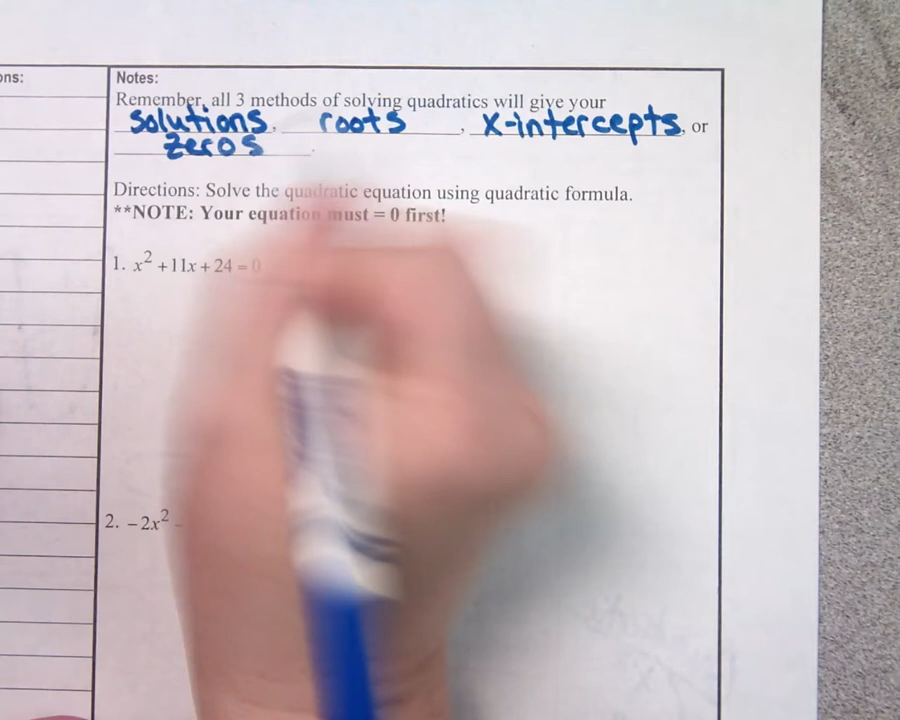 ons:
Notes:
Remember, all 3 methods of solving quadratics will give your
solutions, roots, x-intercepts, or
zeros.
Directions: Solve the quadratic equation using quadratic formula.
**NOTE: Your equation must = 0 first!
1. x² + 11x + 24 = 0
2. −2x² −